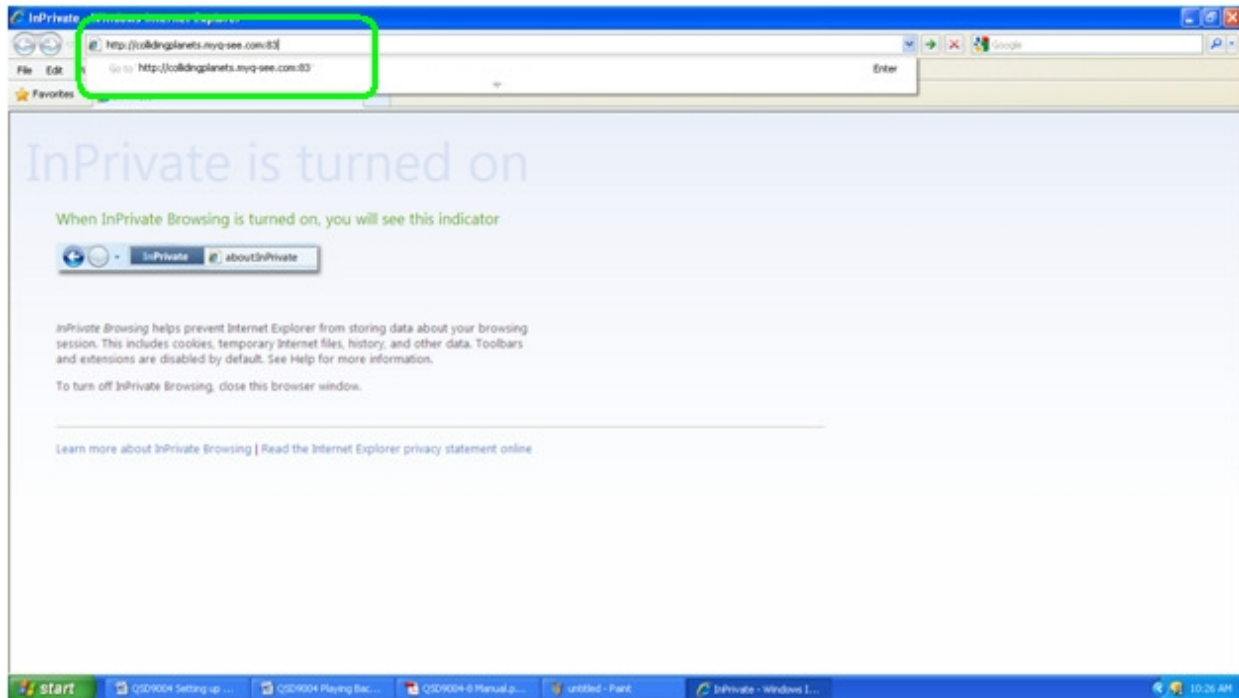 InPrivate - Windows Internet Explorer
http://collidingplanets.myq-see.com:83
Google
File Edit
Go to http://collidingplanets.myq-see.com:83
Enter
Favorites
InPrivate is turned on
When InPrivate Browsing is turned on, you will see this indicator
InPrivate about:InPrivate
InPrivate Browsing helps prevent Internet Explorer from storing data about your browsing
session. This includes cookies, temporary Internet files, history, and other data. Toolbars
and extensions are disabled by default. See Help for more information.
To turn off InPrivate Browsing, close this browser window.
Learn more about InPrivate Browsing | Read the Internet Explorer privacy statement online
start
QSD9004 Setting up ...
QSD9004 Playing Bac...
QSD9004-8 Manual.p...
untitled - Paint
InPrivate - Windows I...
10:26 AM